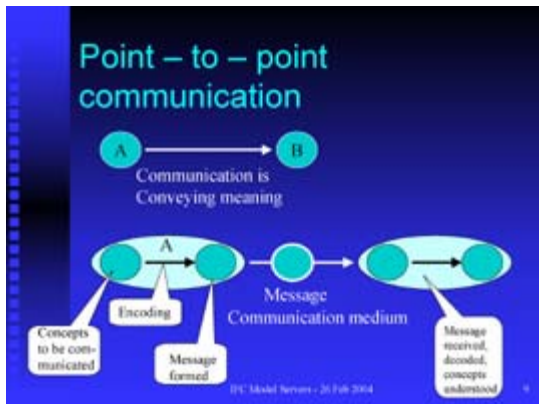 Point – to – point
communication
A
B
Communication is
Conveying meaning
A
Encoding
Message
Communication medium
Concepts
to be com-
municated
Message
formed
Message
received,
decoded,
concepts
understood
IFC Model Servers - 26 Feb 2004
9